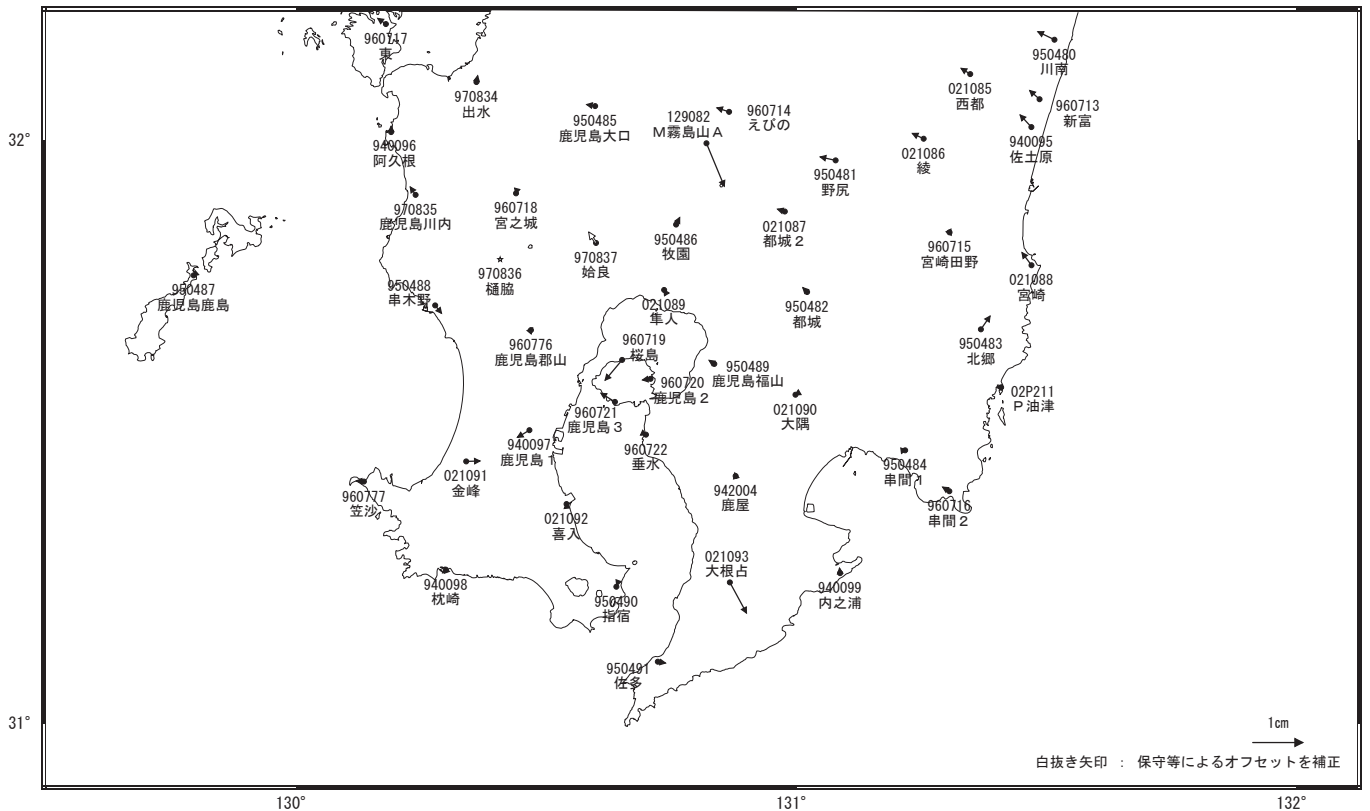 960717
東
950480
川南
021085
西都
970834
出水
960713
新富
950485
鹿児島大口
129082
Ｍ霧島山Ａ
960714
えびの
940096
阿久根
940095
佐土原
021086
綾
950481
野尻
32°
970835
鹿児島川内
960718
宮之城
021087
都城２
950486
牧園
960715
宮崎田野
970837
姶良
970836
樋脇
021088
宮崎
950487
鹿児島鹿島
950488
串木野
021089
隼人
950482
都城
950483
北郷
960776
鹿児島郡山
960719
桜島
950489
鹿児島福山
960720
鹿児島２
02P211
Ｐ油津
021090
大隅
960721
鹿児島３
940097
鹿児島１
960722
垂水
021091
金峰
950484
串間１
960777
笠沙
942004
鹿屋
960716
串間２
021092
喜入
021093
大根占
940098
枕崎
940099
内之浦
950490
指宿
950491
佐多
31°
1㎝
白抜き矢印 ： 保守等によるオフセットを補正
130°
131°
132°